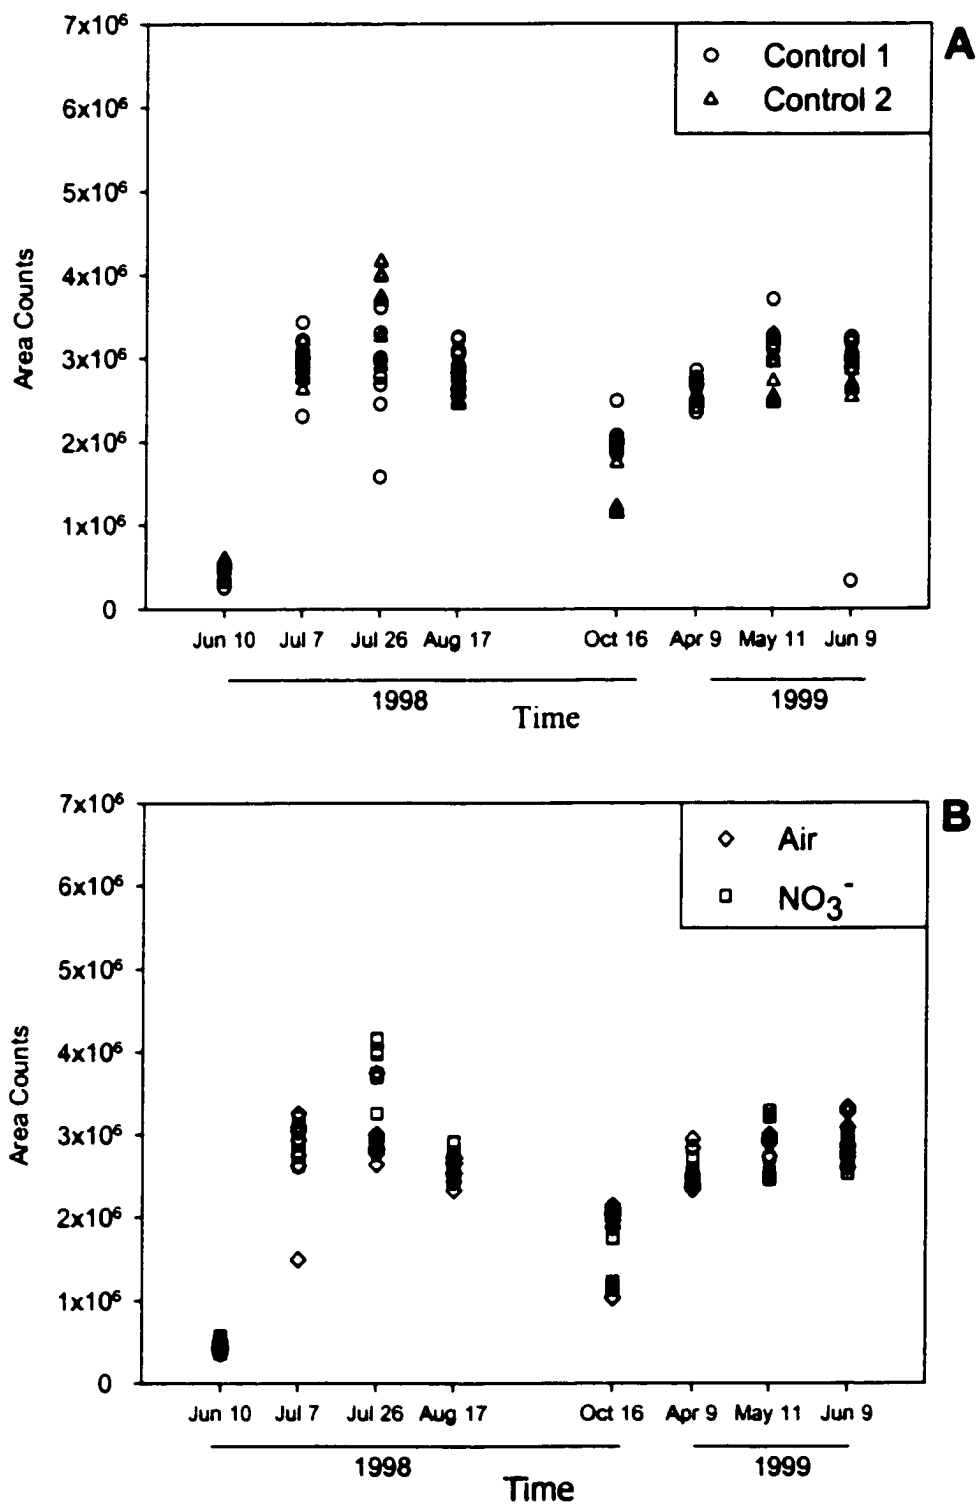 A
7x10⁶
6x10⁶
5x10⁶
4x10⁶
3x10⁶
2x10⁶
1x10⁶
0
Area Counts
Control 1
Control 2
Jun 10 Jul 7 Jul 26 Aug 17 Oct 16 Apr 9 May 11 Jun 9
1998 1999
Time
B
7x10⁶
6x10⁶
5x10⁶
4x10⁶
3x10⁶
2x10⁶
1x10⁶
0
Area Counts
Air
NO₃⁻
Jun 10 Jul 7 Jul 26 Aug 17 Oct 16 Apr 9 May 11 Jun 9
1998 1999
Time